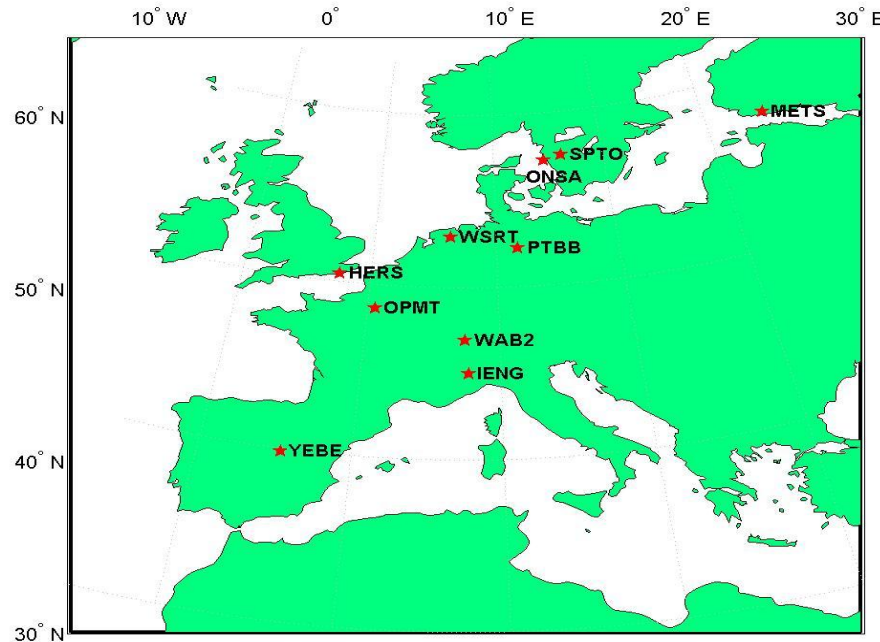 10° W 0° 10° E 20° E 30° E
60° N
METS
SPTO
ONSA
WSRT
PTBB
HERS
50° N
OPMT
WAB2
IENG
YEBE
40° N
30° N